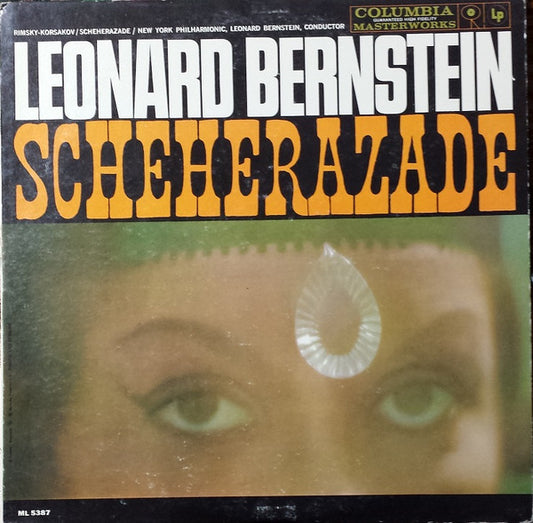 RIMSKY-KORSAKOV/SCHEHERAZADE/NEW YORK PHILHARMONIC, LEONARD BERNSTEIN, CONDUCTOR
COLUMBIA
GUARANTEED HIGH FIDELITY
MASTERWORKS
R
Lp
LEONARD BERNSTEIN
SCHEHERAZADE
ML 5387